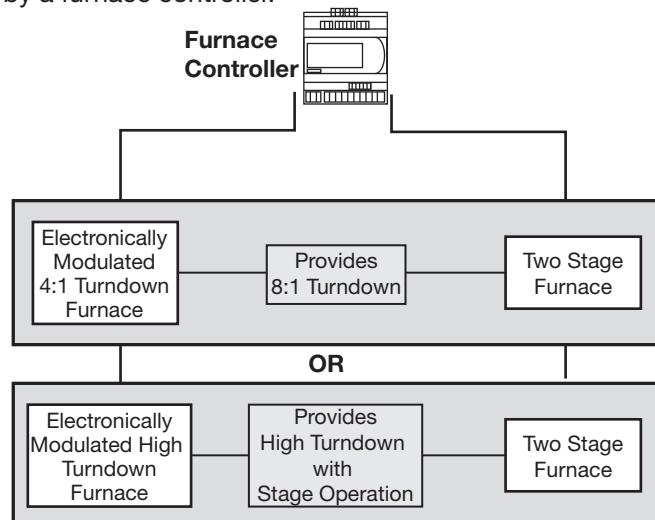 by a furnace controller.
Furnace
Controller
Electronically
Modulated
4:1 Turndown
Furnace
Provides
8:1 Turndown
Two Stage
Furnace
OR
Electronically
Modulated High
Turndown
Furnace
Provides
High Turndown
with
Stage Operation
Two Stage
Furnace